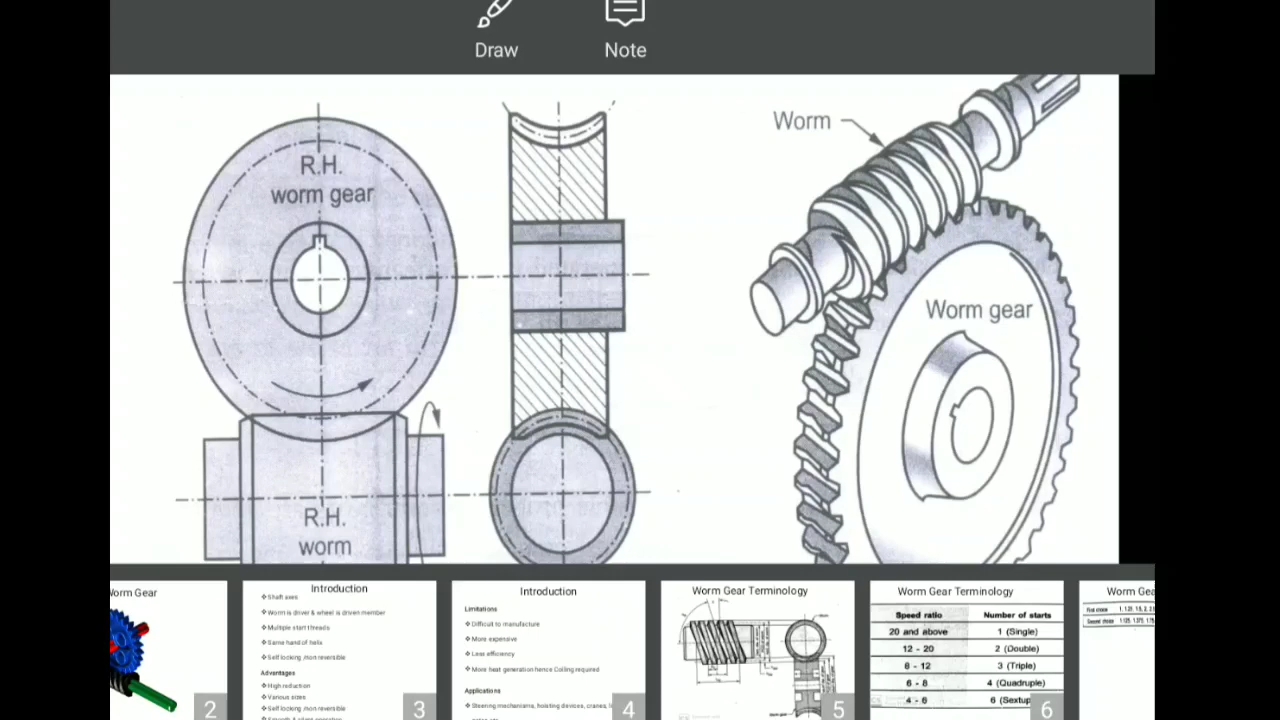 Draw
Note
R.H.
worm gear
R.H.
worm
Worm
Worm gear
Worm Gear
2
Introduction
❖Shaft axes
❖Worm is driver & wheel is driven member
❖Multiple start threads
❖Same hand of helix
❖Self locking /non reversible
Advantages
❖High reduction
❖Various sizes
❖Self locking /non reversible
3
Introduction
Limitations
❖Difficult to manufacture
❖More expensive
❖Less efficiency
❖More heat generation hence Colling required
Applications
❖Steering mechanisms, hoisting devices, cranes,
4
Worm Gear Terminology
5
Worm Gear Terminology
Speed ratio Number of starts
20 and above 1 (Single)
12 - 20 2 (Double)
8 - 12 3 (Triple)
6 - 8 4 (Quadruple)
4 - 6 6 (Sextup
6
Worm Gea